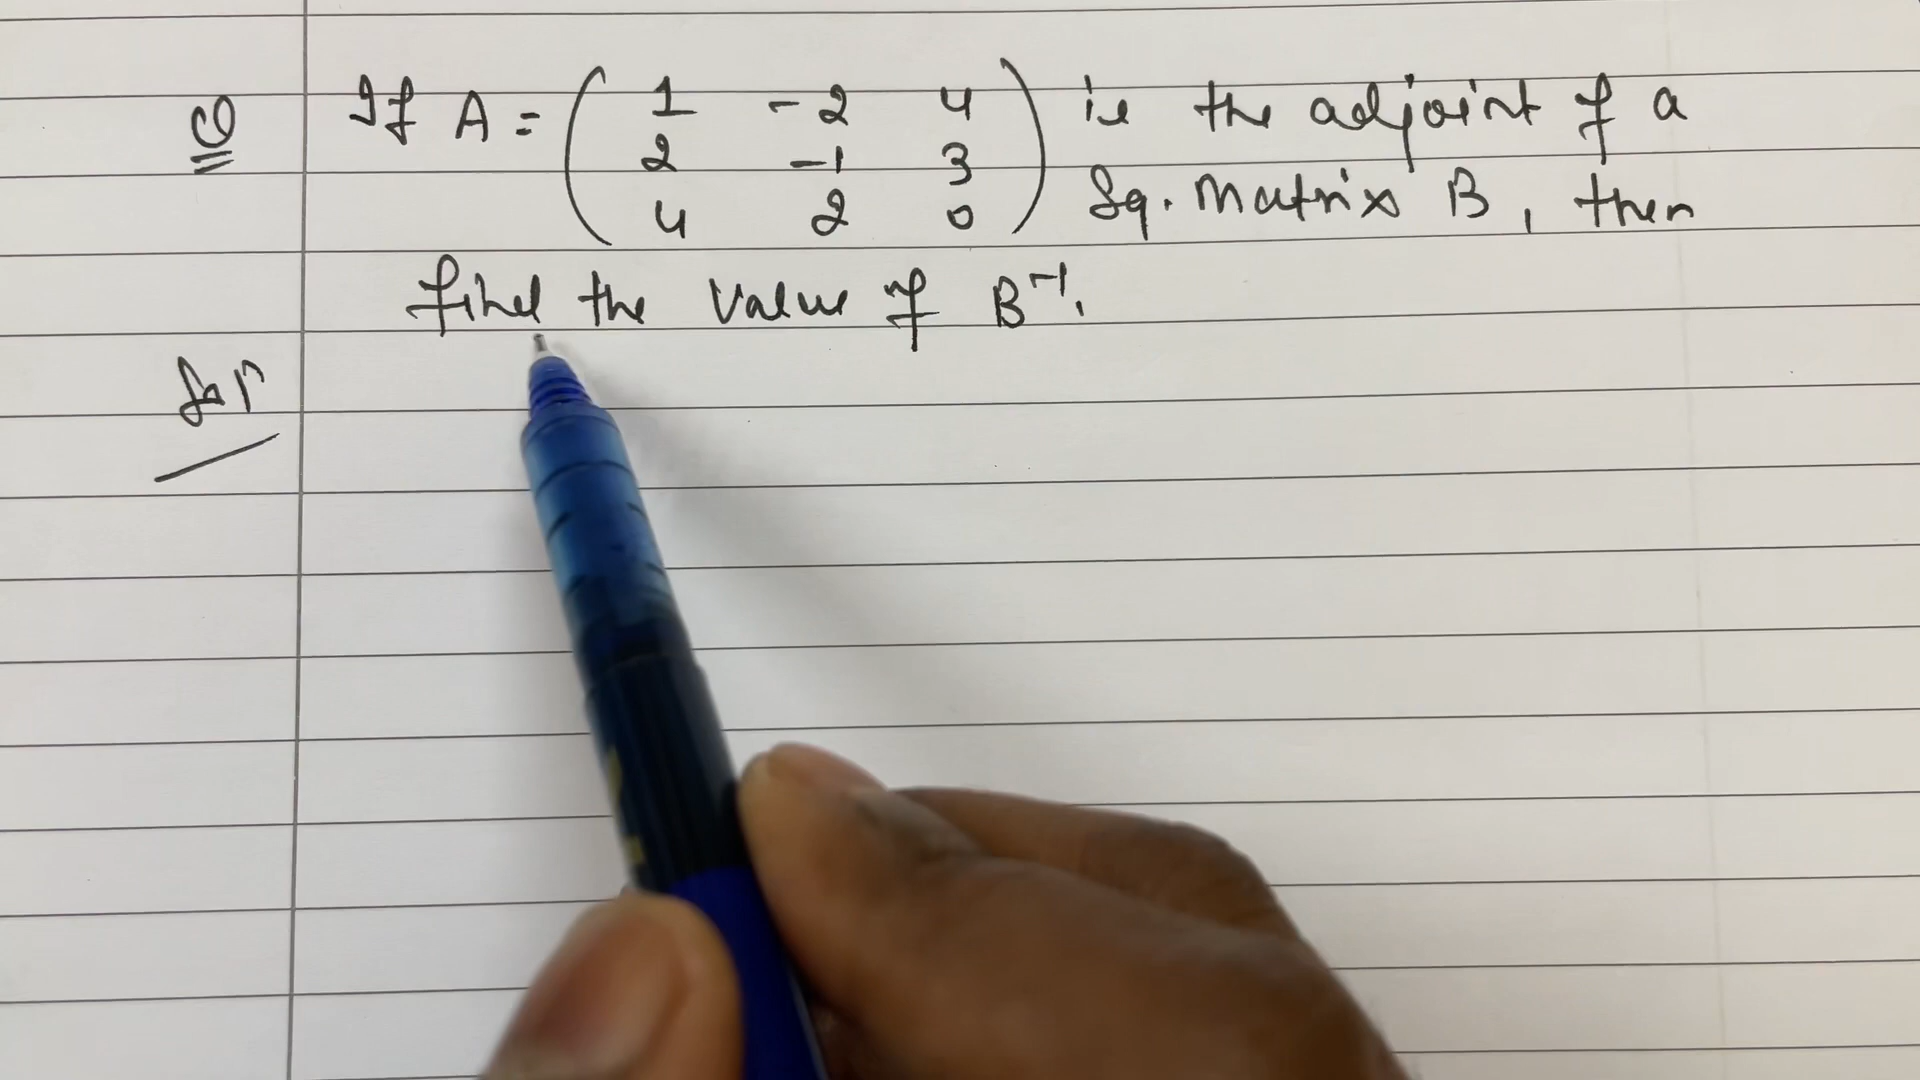 Q If A = ( 1 -2 4 ) is the adjoint of a
2 -1 3
4 2 0 Sq. Matrix B, then
find the value of B⁻¹.
Solⁿ